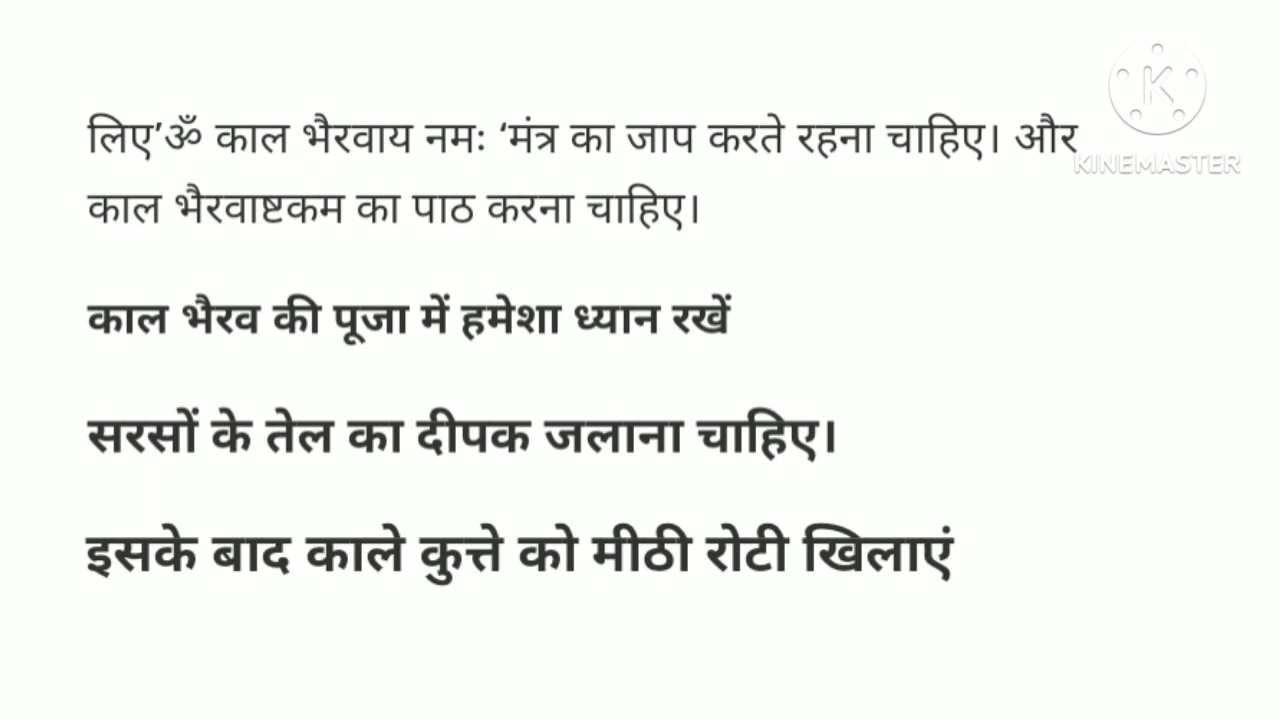 लिए’ॐ काल भैरवाय नमः ‘मंत्र का जाप करते रहना चाहिए। और
KINEMASTER
काल भैरवाष्टकम का पाठ करना चाहिए।
काल भैरव की पूजा में हमेशा ध्यान रखें
सरसों के तेल का दीपक जलाना चाहिए।
इसके बाद काले कुत्ते को मीठी रोटी खिलाएं